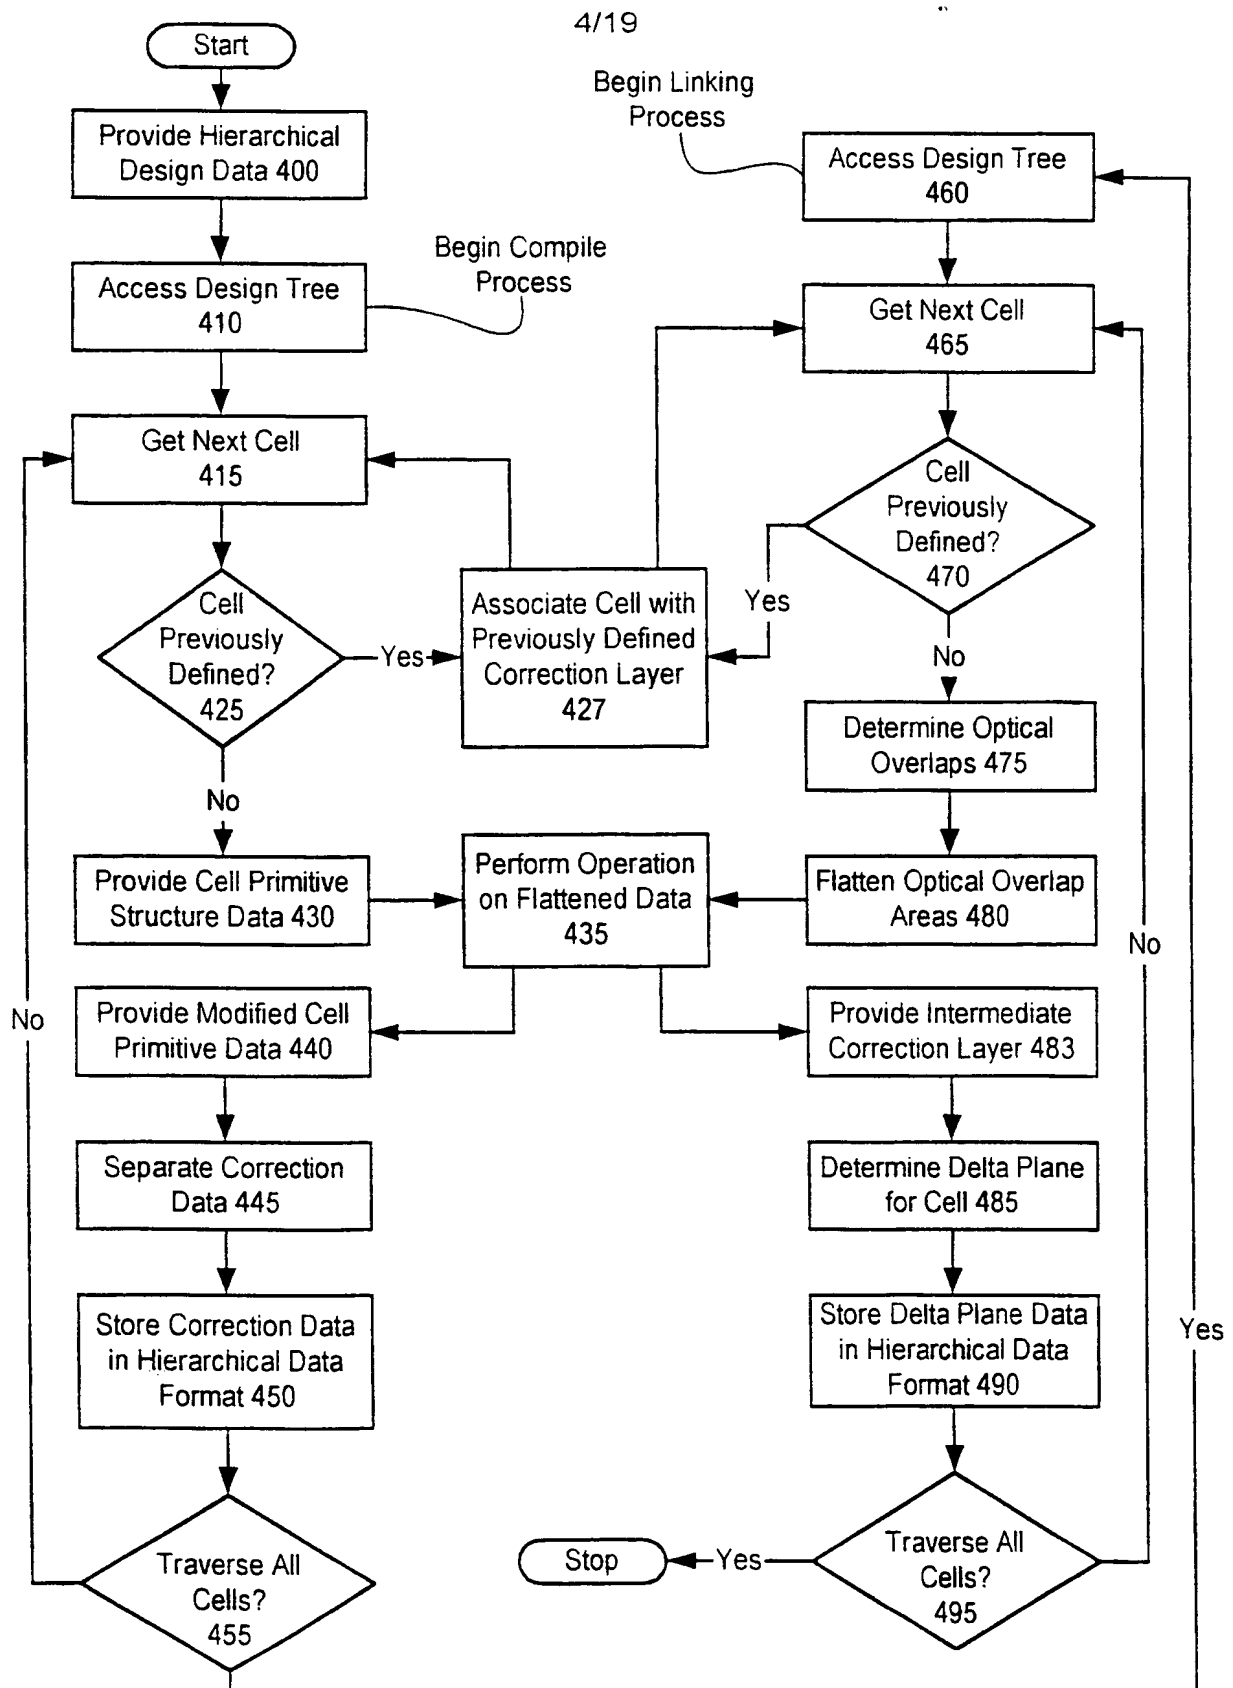 4/19
Start
Provide Hierarchical
Design Data 400
Access Design Tree
410
Begin Compile
Process
Get Next Cell
415
Cell
Previously
Defined?
425
Yes
No
Associate Cell with
Previously Defined
Correction Layer
427
Provide Cell Primitive
Structure Data 430
Perform Operation
on Flattened Data
435
Provide Modified Cell
Primitive Data 440
Separate Correction
Data 445
Store Correction Data
in Hierarchical Data
Format 450
Traverse All
Cells?
455
No
Begin Linking
Process
Access Design Tree
460
Get Next Cell
465
Cell
Previously
Defined?
470
Yes
No
Determine Optical
Overlaps 475
Flatten Optical Overlap
Areas 480
Provide Intermediate
Correction Layer 483
Determine Delta Plane
for Cell 485
Store Delta Plane Data
in Hierarchical Data
Format 490
Traverse All
Cells?
495
Yes
Stop
No
Yes